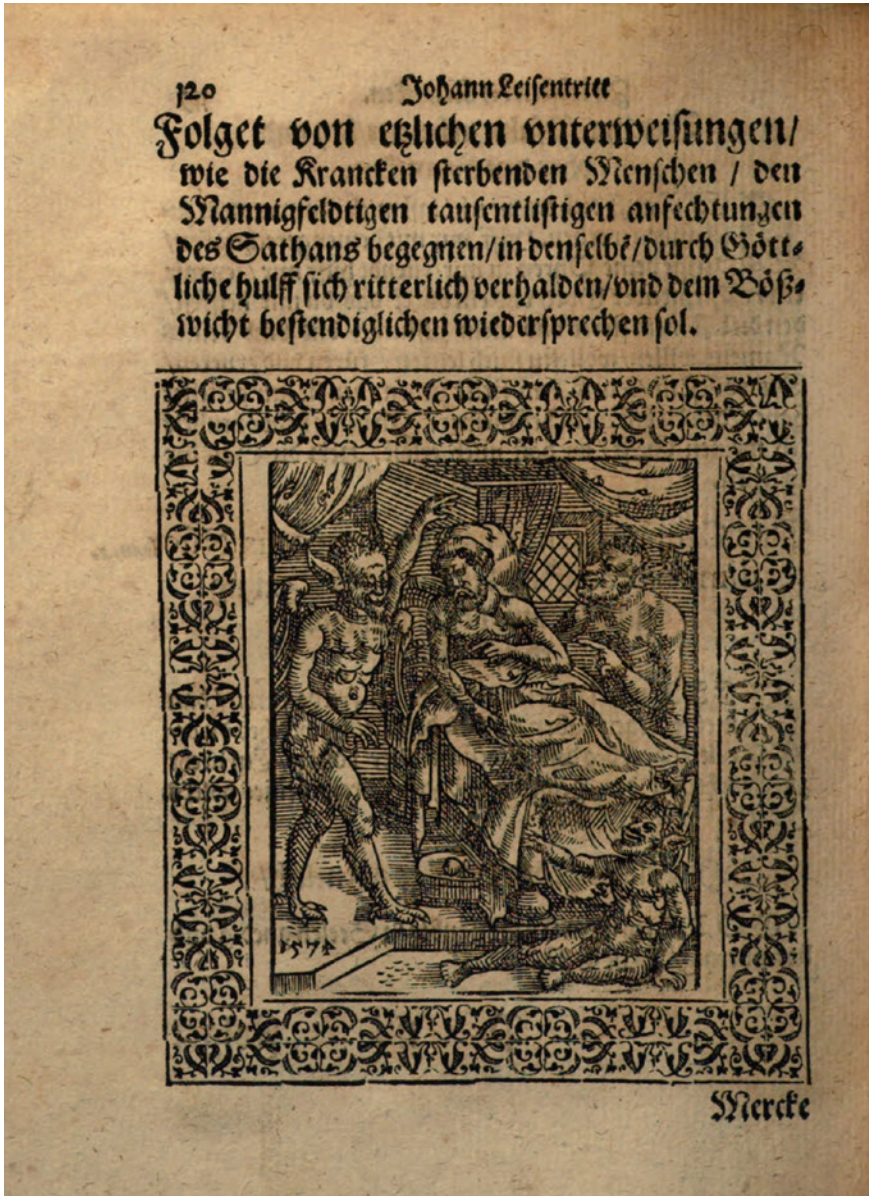 120 Johann Leisentritt
Folget von etzlichen vnterweisungen/
wie die Krancken sterbenden Menschen / den
Mannigfeldtigen tausentlistigen anfechtungen
des Sathans begegnen/in denselbẽ/durch Gött⸗
liche hulff sich ritterlich verhalden/vnd dem Böß⸗
wicht bestendiglichen wiedersprechen sol.
1574
Mercke